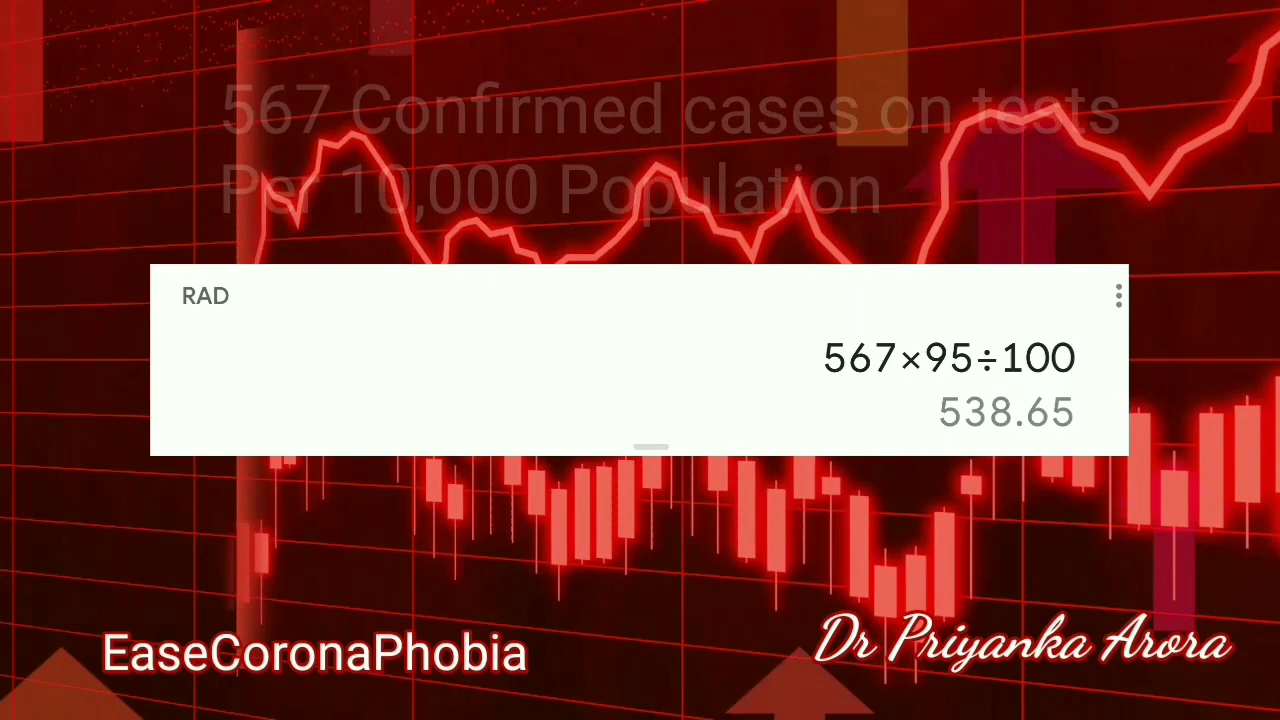 567 Confirmed cases on tests
Per 10,000 Population
RAD
567×95÷100
538.65
EaseCoronaPhobia
Dr Priyanka Arora